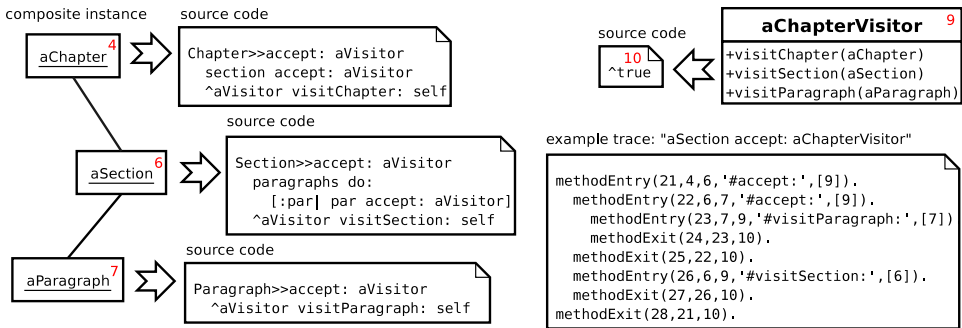 composite instance
source code
aChapter 4
Chapter>>accept: aVisitor
section accept: aVisitor
^aVisitor visitChapter: self
source code
aSection 6
Section>>accept: aVisitor
paragraphs do:
[:par| par accept: aVisitor]
^aVisitor visitSection: self
source code
aParagraph 7
Paragraph>>accept: aVisitor
^aVisitor visitParagraph: self
source code
10
^true
aChapterVisitor 9
+visitChapter(aChapter)
+visitSection(aSection)
+visitParagraph(aParagraph)
example trace: "aSection accept: aChapterVisitor"
methodEntry(21,4,6,'#accept:',[9]).
methodEntry(22,6,7,'#accept:',[9]).
methodEntry(23,7,9,'#visitParagraph:',[7])
methodExit(24,23,10).
methodExit(25,22,10).
methodEntry(26,6,9,'#visitSection:',[6]).
methodExit(27,26,10).
methodExit(28,21,10).